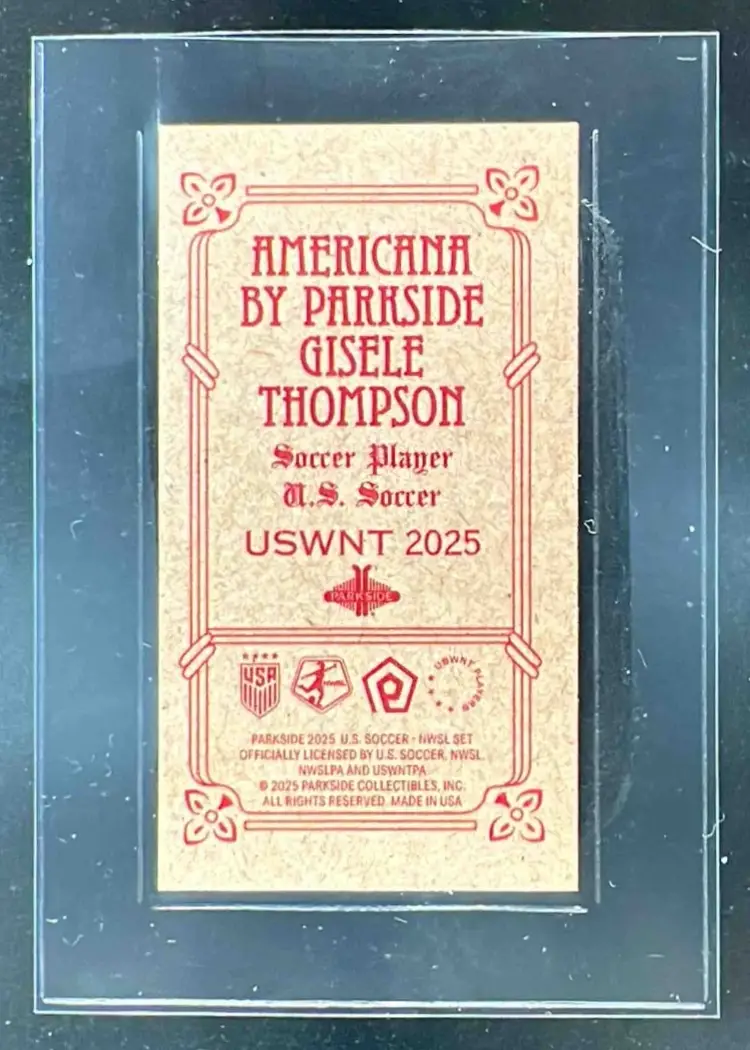 AMERICANA
BY PARKSIDE
GISELE
THOMPSON
Soccer Player
U.S. Soccer
USWNT 2025
PARKSIDE
USA
NWSL
USWNT PLAYERS
PARKSIDE 2025 U.S. SOCCER - NWSL SET
OFFICIALLY LICENSED BY U.S. SOCCER, NWSL,
NWSLPA AND USWNTPA
© 2025 PARKSIDE COLLECTIBLES, INC.
ALL RIGHTS RESERVED. MADE IN USA